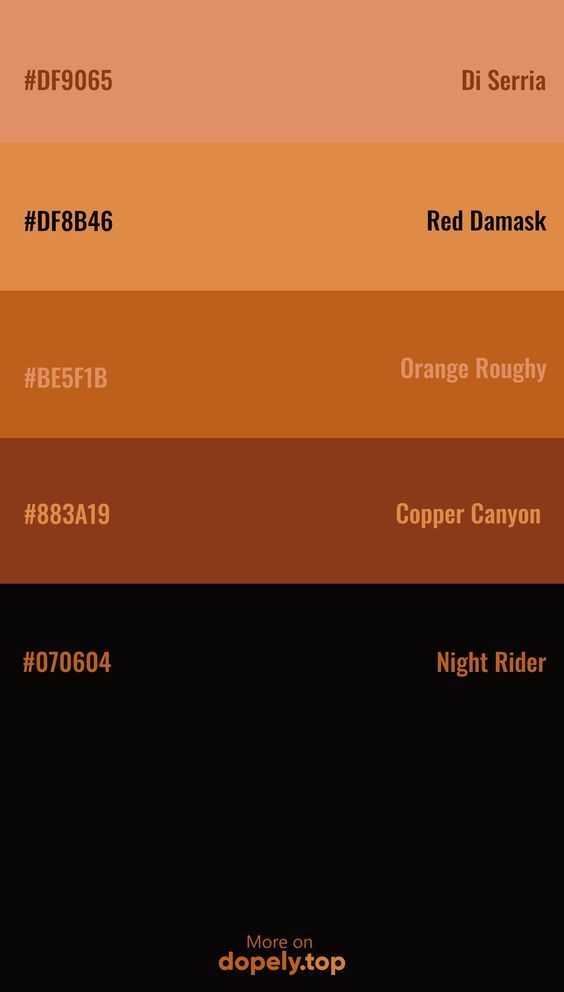 #DF9065 Di Serria
#DF8B46 Red Damask
#BE5F1B Orange Roughy
#883A19 Copper Canyon
#070604 Night Rider
More on
dopely.top